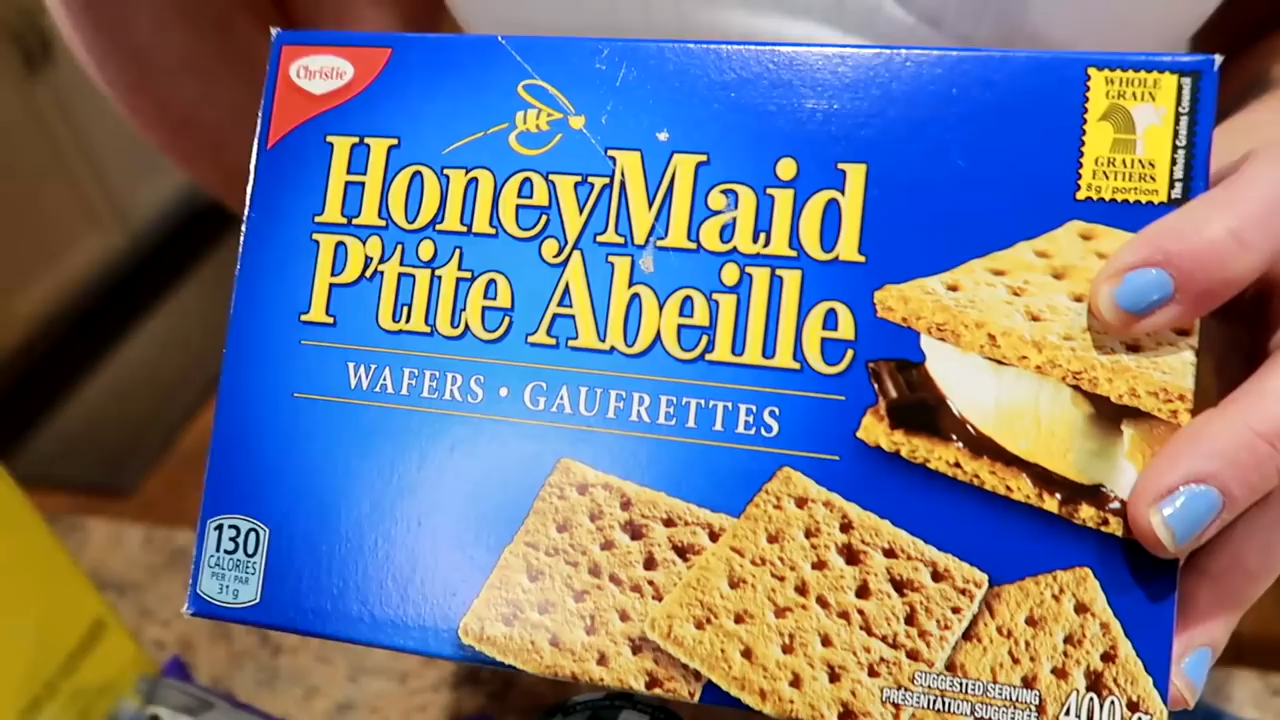 Christie
HoneyMaid
P'tite Abeille
WAFERS • GAUFRETTES
WHOLE
GRAIN
GRAINS
ENTIERS
8g / portion
The Whole Grains Council
130
CALORIES
PER / PAR
31 g
SUGGESTED SERVING
PRÉSENTATION SUGGÉRÉE
400 g